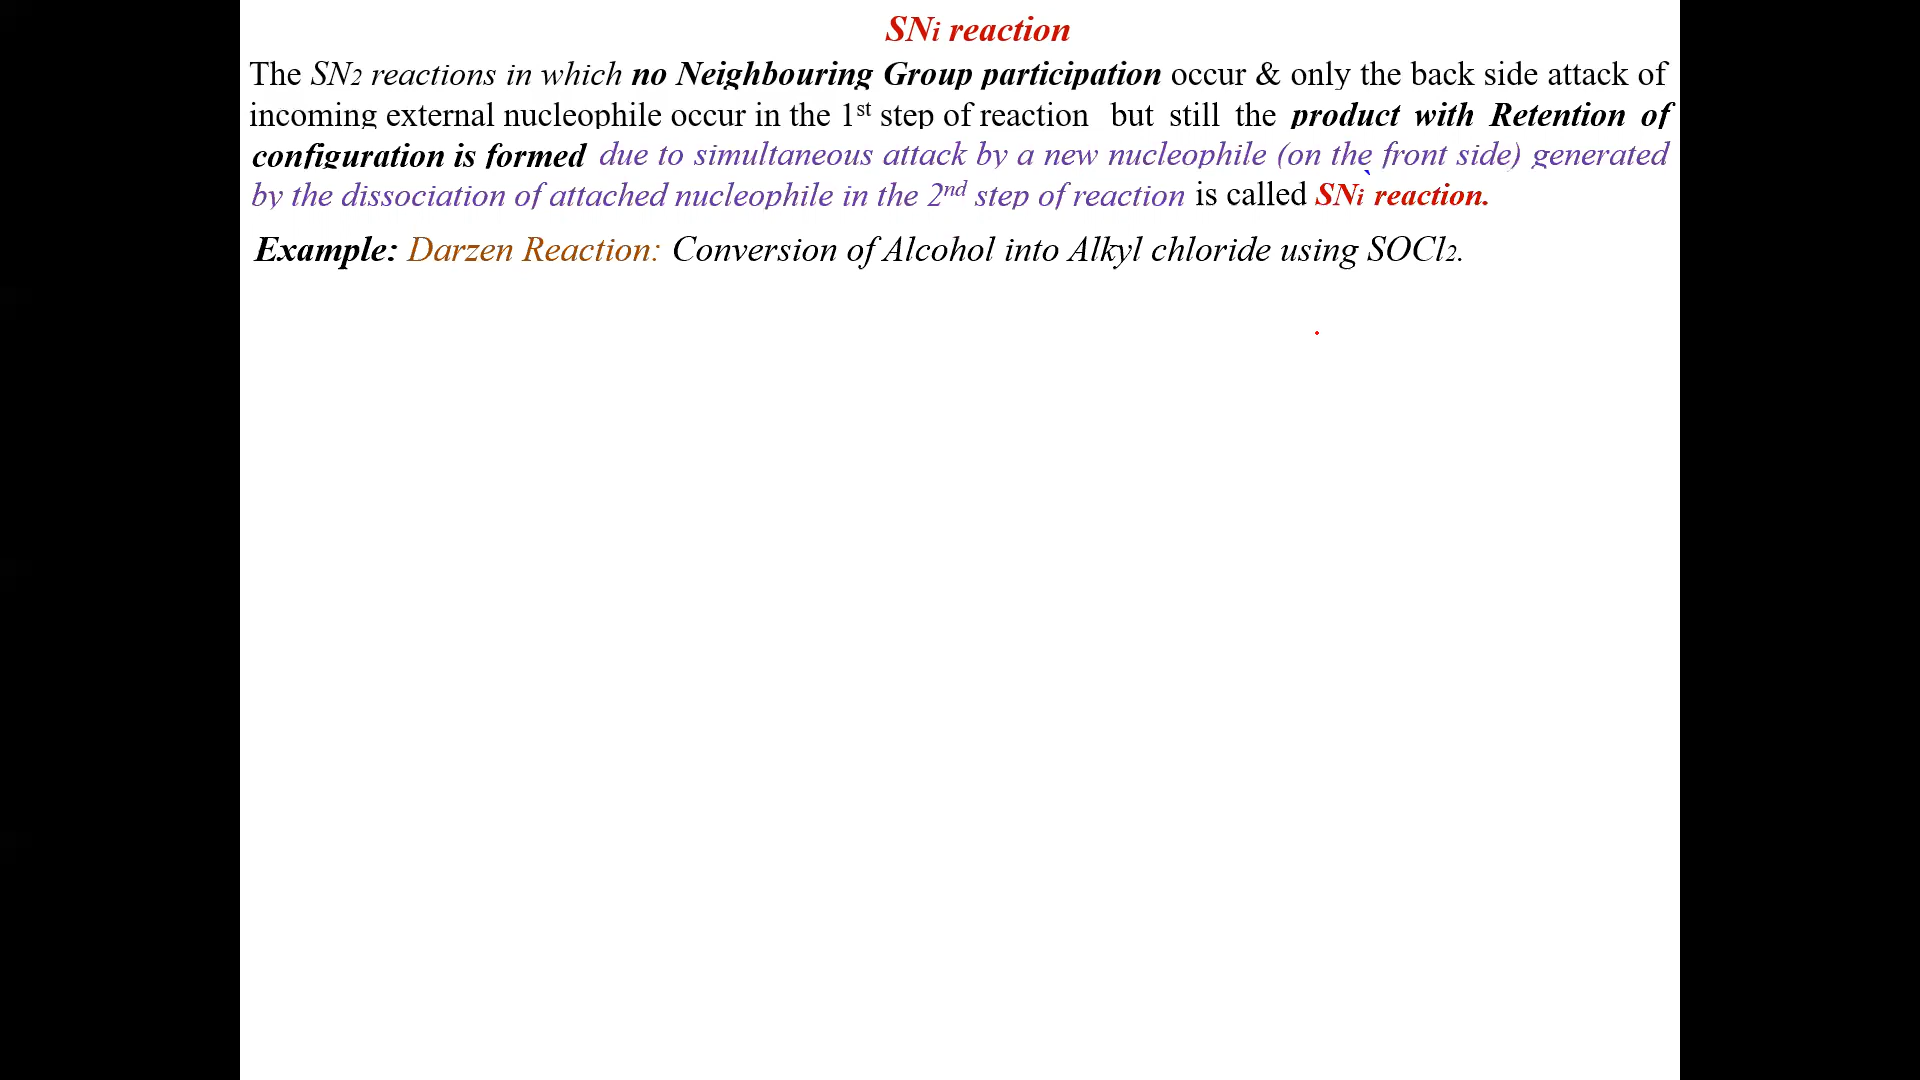 SNi reaction
The SN2 reactions in which no Neighbouring Group participation occur & only the back side attack of
incoming external nucleophile occur in the 1st step of reaction but still the product with Retention of
configuration is formed due to simultaneous attack by a new nucleophile (on the front side) generated
by the dissociation of attached nucleophile in the 2nd step of reaction is called SNi reaction.
Example: Darzen Reaction: Conversion of Alcohol into Alkyl chloride using SOCl2.